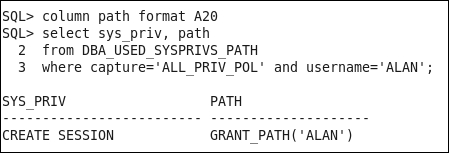 SQL> column path format A20
SQL> select sys_priv, path
  2  from DBA_USED_SYSPRIVS_PATH
  3  where capture='ALL_PRIV_POL' and username='ALAN';
SYS_PRIV                  PATH
------------------------- --------------------
CREATE SESSION            GRANT_PATH('ALAN')